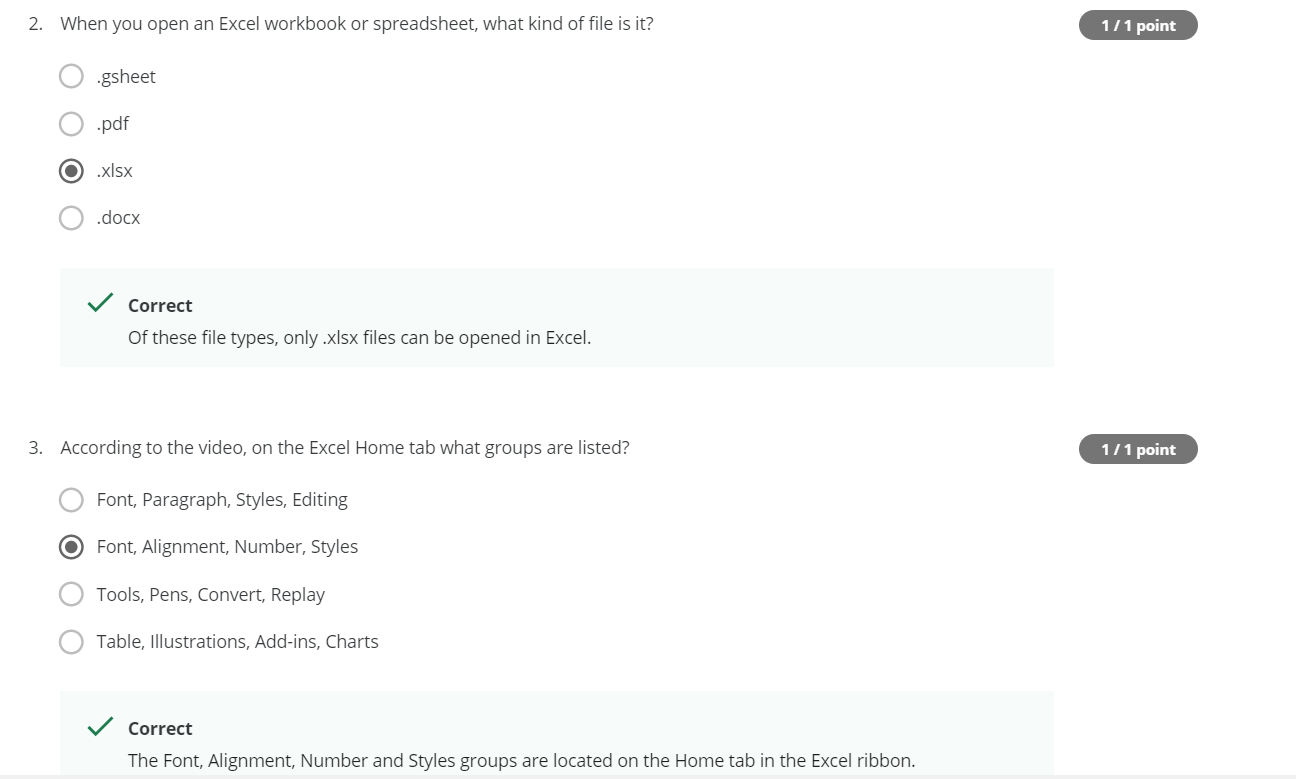 2. When you open an Excel workbook or spreadsheet, what kind of file is it?
1 / 1 point
.gsheet
.pdf
.xlsx
.docx
Correct
Of these file types, only .xlsx files can be opened in Excel.
3. According to the video, on the Excel Home tab what groups are listed?
1 / 1 point
Font, Paragraph, Styles, Editing
Font, Alignment, Number, Styles
Tools, Pens, Convert, Replay
Table, Illustrations, Add-ins, Charts
Correct
The Font, Alignment, Number and Styles groups are located on the Home tab in the Excel ribbon.